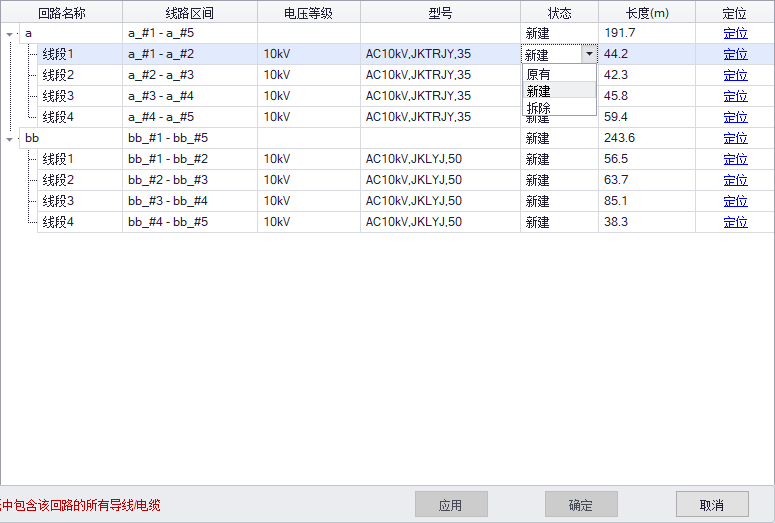 回路名称 线路区间 电压等级 型号 状态 长度(m) 定位
a a_#1 - a_#5 新建 191.7 定位
线段1 a_#1 - a_#2 10kV AC10kV,JKTRJY,35 新建 44.2 定位
线段2 a_#2 - a_#3 10kV AC10kV,JKTRJY,35 原有 42.3 定位
线段3 a_#3 - a_#4 10kV AC10kV,JKTRJY,35 新建 45.8 定位
线段4 a_#4 - a_#5 10kV AC10kV,JKTRJY,35 拆除 新建 59.4 定位
bb bb_#1 - bb_#5 新建 243.6 定位
线段1 bb_#1 - bb_#2 10kV AC10kV,JKLYJ,50 新建 56.5 定位
线段2 bb_#2 - bb_#3 10kV AC10kV,JKLYJ,50 新建 63.7 定位
线段3 bb_#3 - bb_#4 10kV AC10kV,JKLYJ,50 新建 85.1 定位
线段4 bb_#4 - bb_#5 10kV AC10kV,JKLYJ,50 新建 38.3 定位
中包含该回路的所有导线/电缆 应用 确定 取消